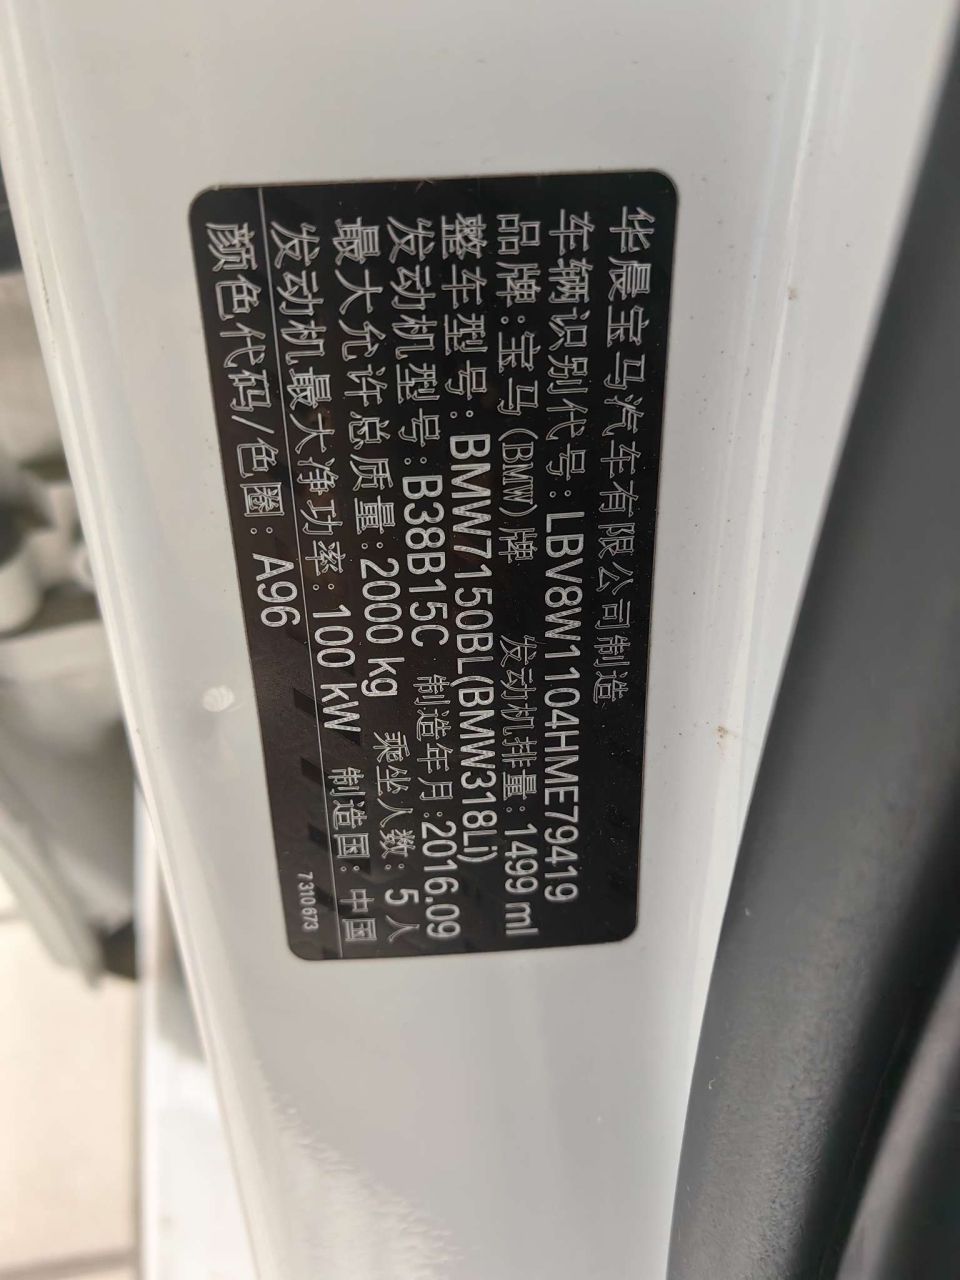 华晨宝马汽车有限公司制造
车辆识别代号:LBV8W1104HME79419
品牌:宝马(BMW)牌 发动机排量:1499 ml
整车型号:BMW7150BL(BMW318Li)
发动机型号:B38B15C 制造年月:2016.09
最大允许总质量:2000 kg 乘坐人数:5人
发动机最大净功率:100 kW 制造国:中国
颜色代码/色圈:A96 7310673